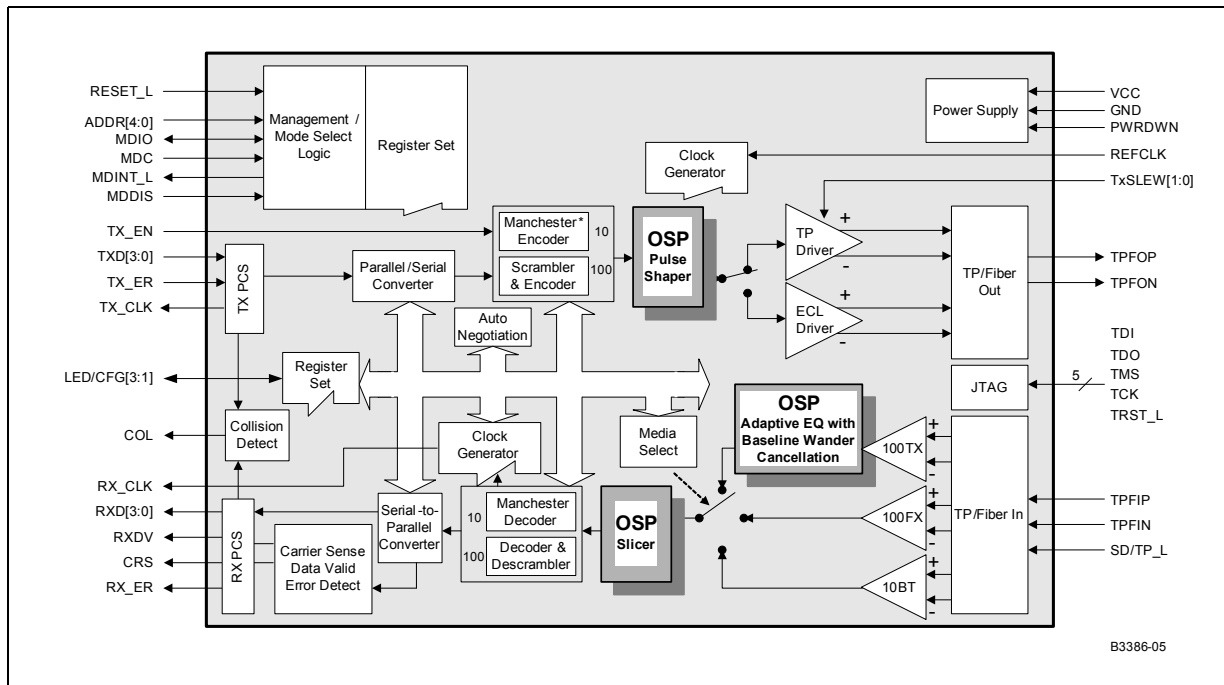 RESET_L
ADDR[4:0]
MDIO
MDC
MDINT_L
MDDIS
TX_EN
TXD[3:0]
TX_ER
TX_CLK
LED/CFG[3:1]
COL
RX_CLK
RXD[3:0]
RXDV
CRS
RX_ER
Management /
Mode Select
Logic
Register Set
Clock
Generator
Power Supply
VCC
GND
PWRDWN
REFCLK
TxSLEW[1:0]
TX PCS
Parallel/Serial
Converter
Manchester*
Encoder
10
Scrambler
& Encoder
100
OSP
Pulse
Shaper
+
TP
Driver
-
+
ECL
Driver
-
TP/Fiber
Out
TPFOP
TPFON
Auto
Negotiation
Register
Set
TDI
TDO
TMS
TCK
TRST_L
5
JTAG
Collision
Detect
Clock
Generator
Media
Select
OSP
Adaptive EQ with
Baseline Wander
Cancellation
+
100TX
-
+
100FX
-
+
10BT
-
TP/Fiber In
TPFIP
TPFIN
SD/TP_L
RX PCS
Carrier Sense
Data Valid
Error Detect
Serial-to-
Parallel
Converter
10
Manchester
Decoder
100
Decoder &
Descrambler
OSP
Slicer
B3386-05